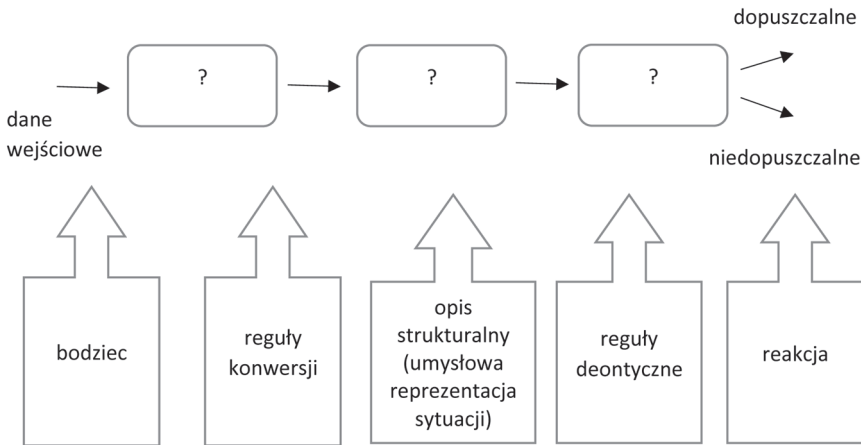 dopuszczalne
?
?
?
dane
wejściowe
niedopuszczalne
bodziec
reguły
konwersji
opis
strukturalny
(umysłowa
reprezentacja
sytuacji)
reguły
deontyczne
reakcja